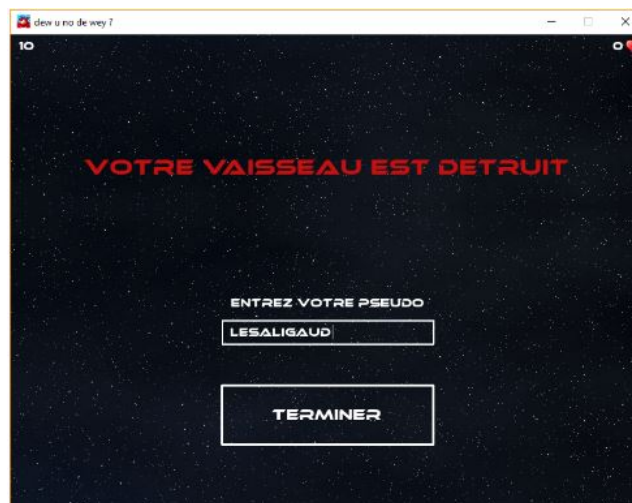 dew u no de wey ?
10
0
VOTRE VAISSEAU EST DETRUIT
ENTREZ VOTRE PSEUDO
LESALIGAUD
TERMINER